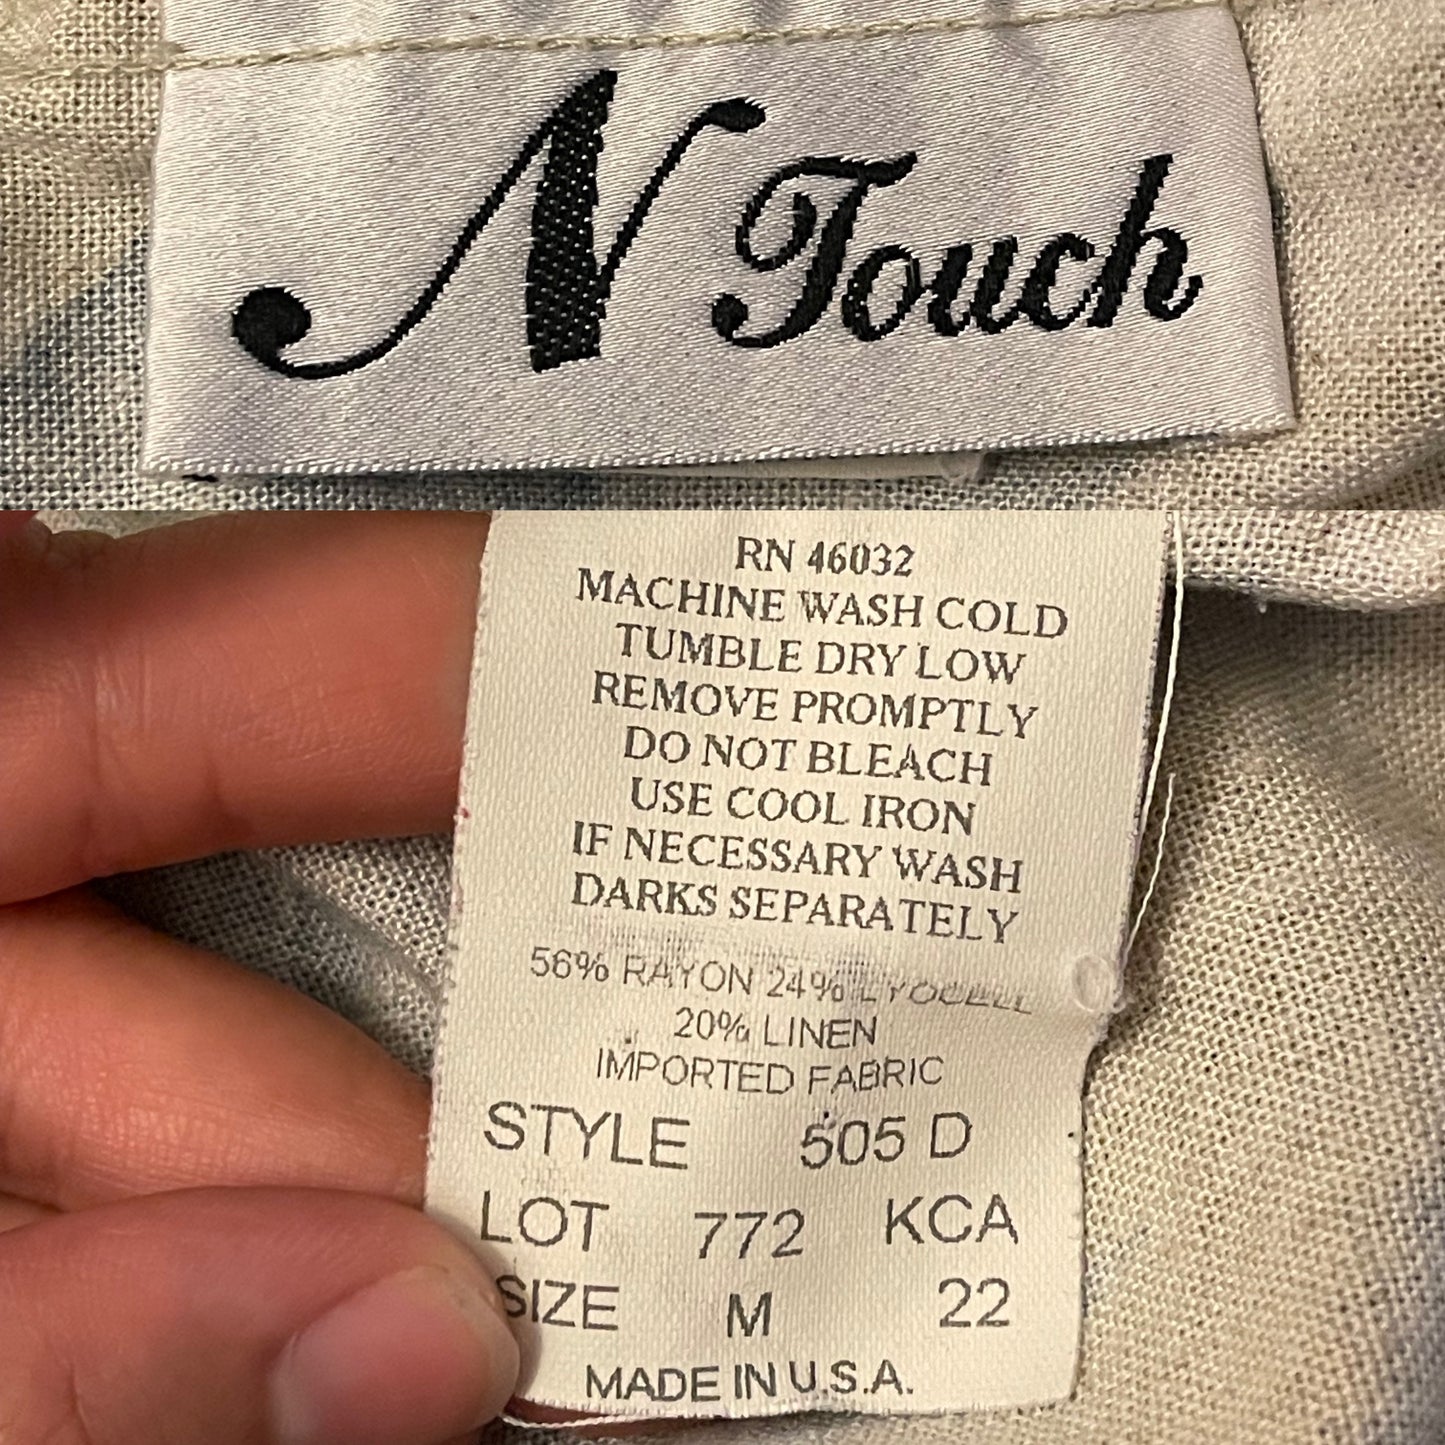 N Touch
RN 46032
MACHINE WASH COLD
TUMBLE DRY LOW
REMOVE PROMPTLY
DO NOT BLEACH
USE COOL IRON
IF NECESSARY WASH
DARKS SEPARATELY
56% RAYON 24% LYOCELL
20% LINEN
IMPORTED FABRIC
STYLE 505 D
LOT 772 KCA
SIZE M 22
MADE IN U.S.A.